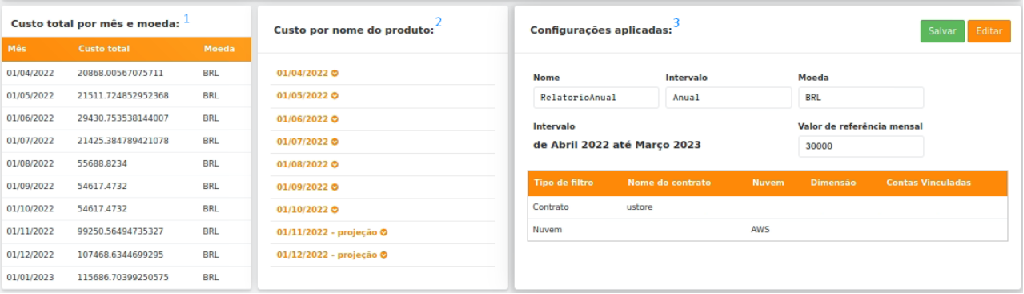 Custo total por mês e moeda: 1
Mês Custo total Moeda
01/04/2022 20868.00567075711 BRL
01/05/2022 21511.724852952368 BRL
01/06/2022 29430.753538144007 BRL
01/07/2022 21425.384789421078 BRL
01/08/2022 55688.8234 BRL
01/09/2022 54617.4732 BRL
01/10/2022 54617.4732 BRL
01/11/2022 99250.56494735327 BRL
01/12/2022 107468.6344699295 BRL
01/01/2023 115686.70399250575 BRL
Custo por nome do produto: 2
01/04/2022
01/05/2022
01/06/2022
01/07/2022
01/08/2022
01/09/2022
01/10/2022
01/11/2022 - projeção
01/12/2022 - projeção
Configurações aplicadas: 3
Salvar Editar
Nome Intervalo Moeda
RelatorioAnual Anual BRL
Intervalo Valor de referência mensal
de Abril 2022 até Março 2023 30000
Tipo de filtro Nome do contrato Nuvem Dimensão Contas Vinculadas
Contrato ustore
Nuvem AWS